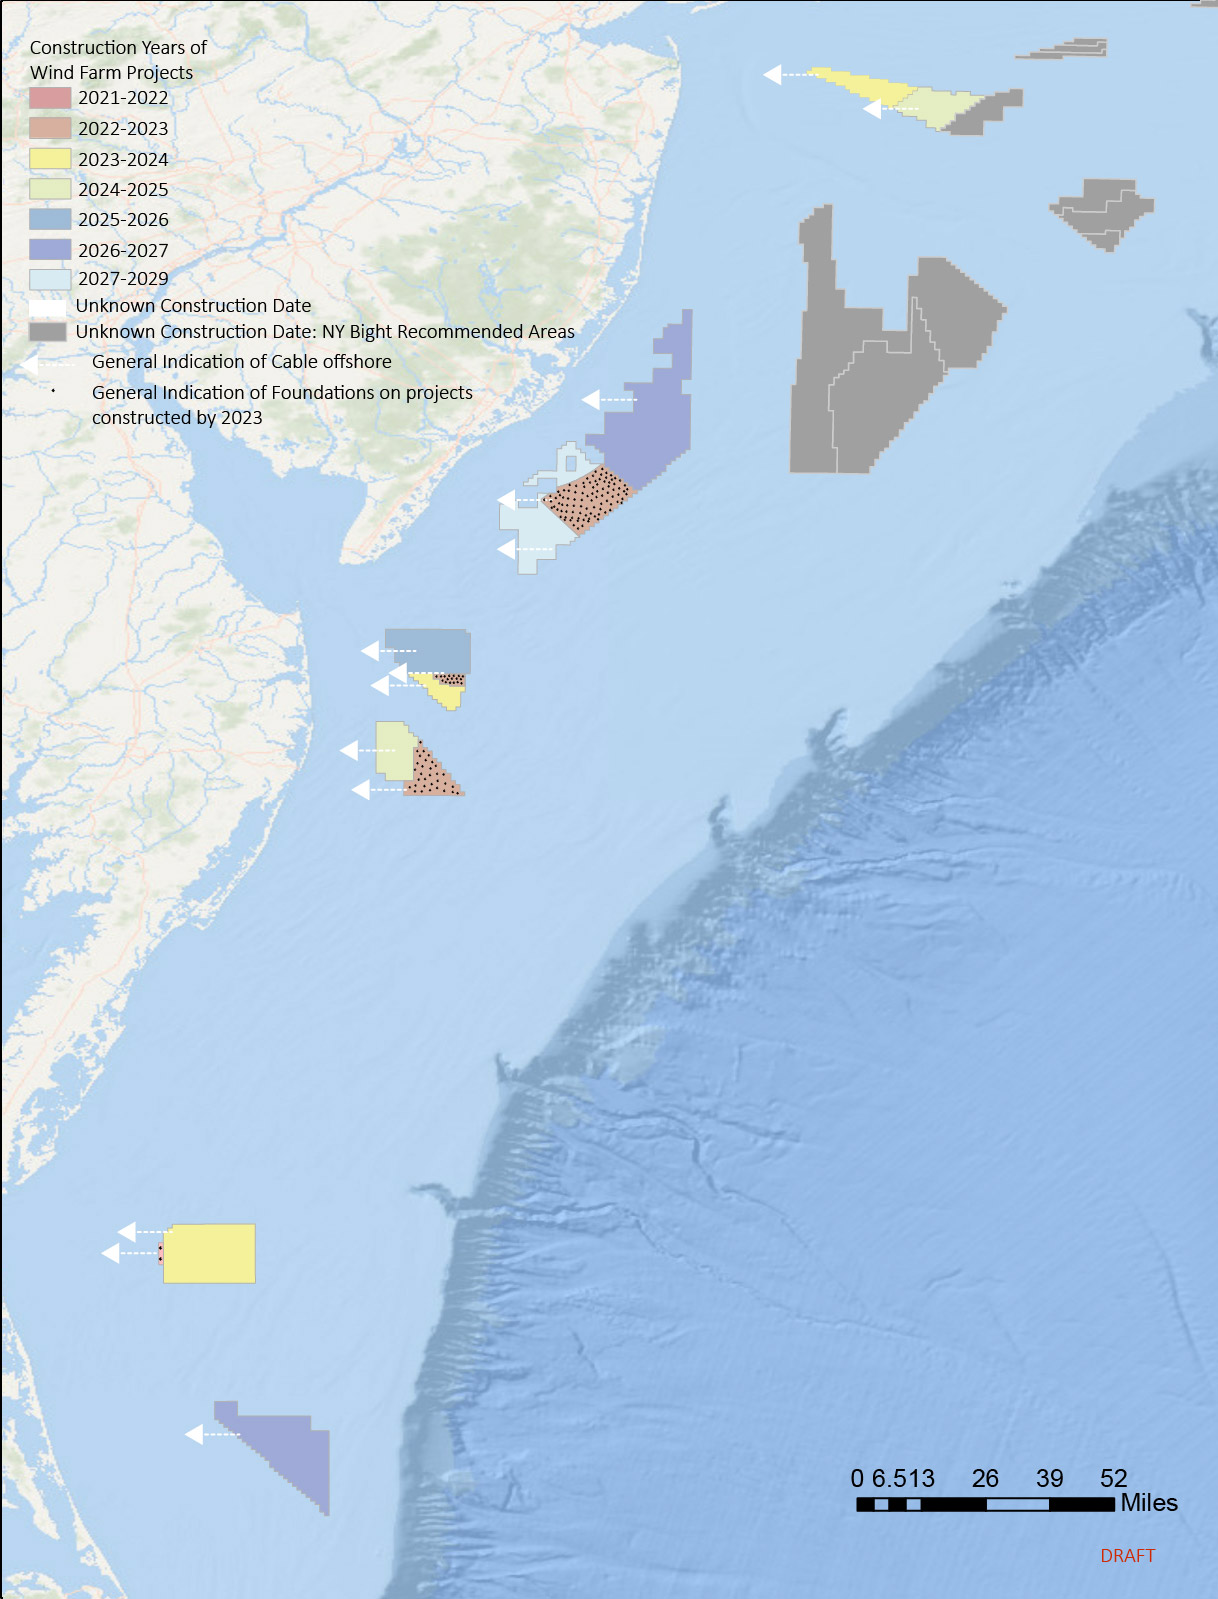 Construction Years of
Wind Farm Projects
2021-2022
2022-2023
2023-2024
2024-2025
2025-2026
2026-2027
2027-2029
Unknown Construction Date
Unknown Construction Date: NY Bight Recommended Areas
General Indication of Cable offshore
General Indication of Foundations on projects
constructed by 2023
0 6.513 26 39 52
Miles
DRAFT